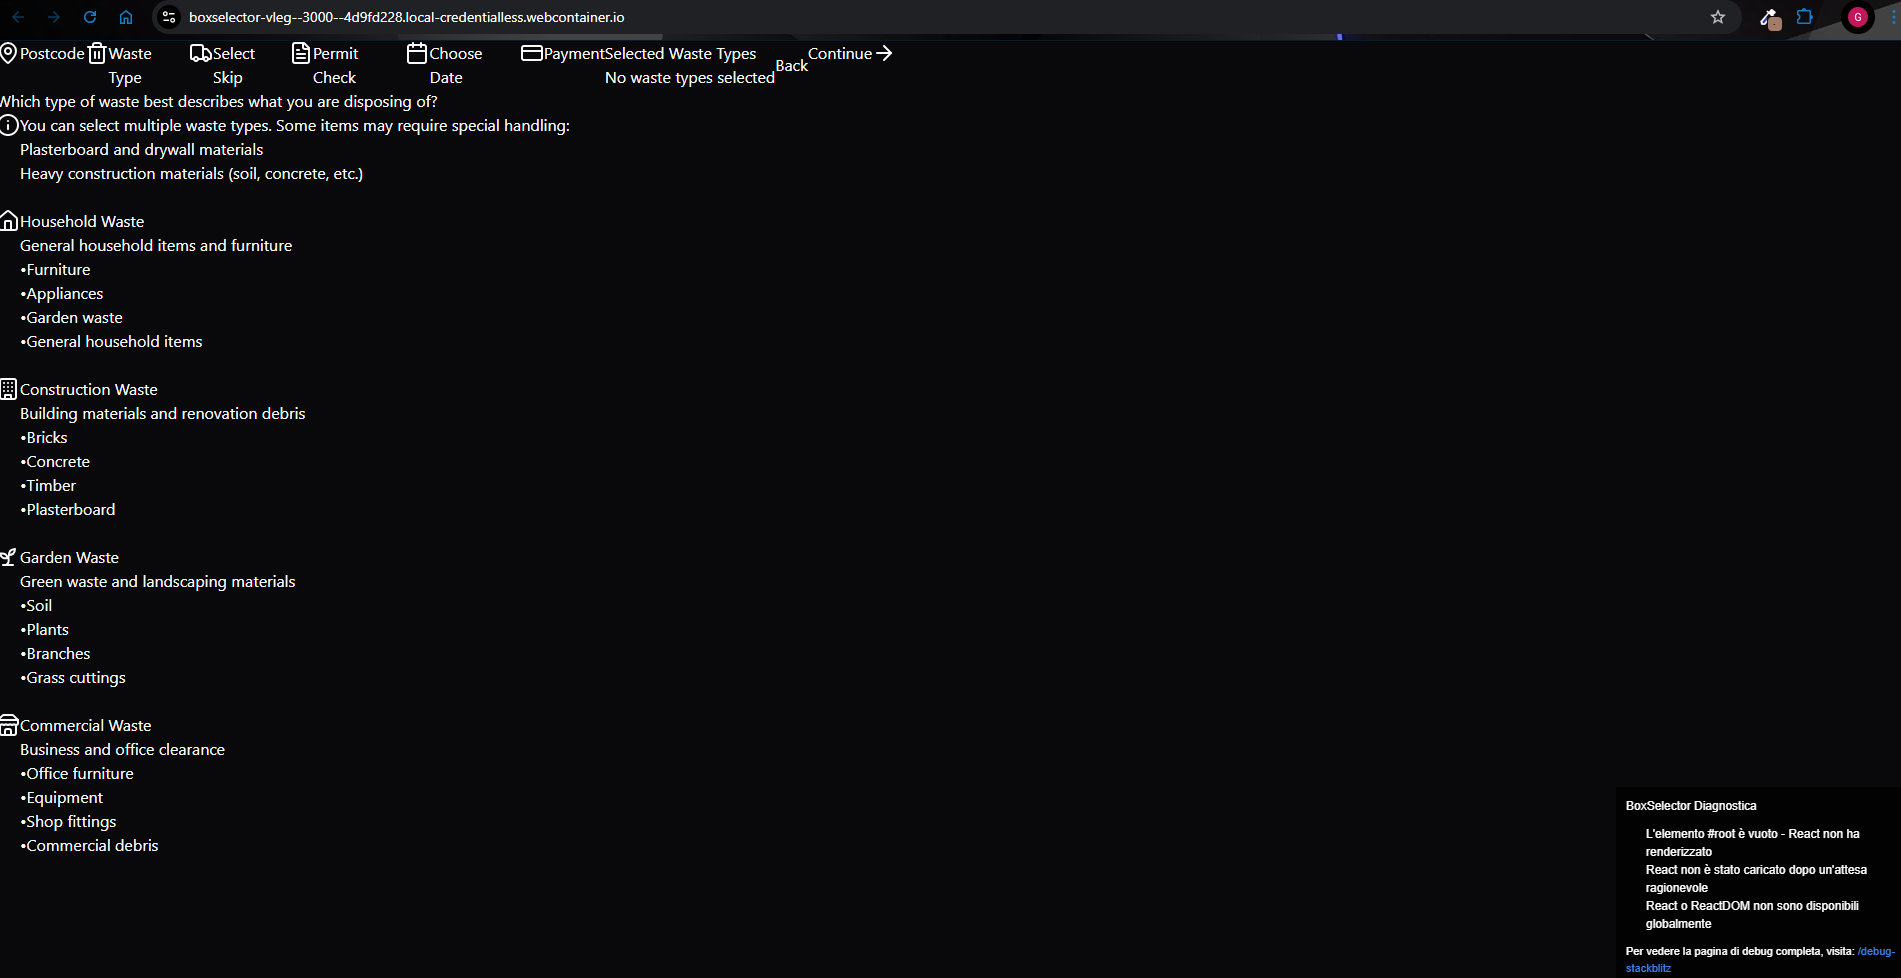 boxselector-vleg--3000--4d9fd228.local-credentialless.webcontainer.io
G
Postcode
Waste Type
Select Skip
Permit Check
Choose Date
Payment
Selected Waste Types
No waste types selected
Back
Continue
Which type of waste best describes what you are disposing of?
You can select multiple waste types. Some items may require special handling:
Plasterboard and drywall materials
Heavy construction materials (soil, concrete, etc.)
Household Waste
General household items and furniture
•Furniture
•Appliances
•Garden waste
•General household items
Construction Waste
Building materials and renovation debris
•Bricks
•Concrete
•Timber
•Plasterboard
Garden Waste
Green waste and landscaping materials
•Soil
•Plants
•Branches
•Grass cuttings
Commercial Waste
Business and office clearance
•Office furniture
•Equipment
•Shop fittings
•Commercial debris
BoxSelector Diagnostica
L'elemento #root è vuoto - React non ha
renderizzato
React non è stato caricato dopo un'attesa
ragionevole
React o ReactDOM non sono disponibili
globalmente
Per vedere la pagina di debug completa, visita: /debug-
stackblitz